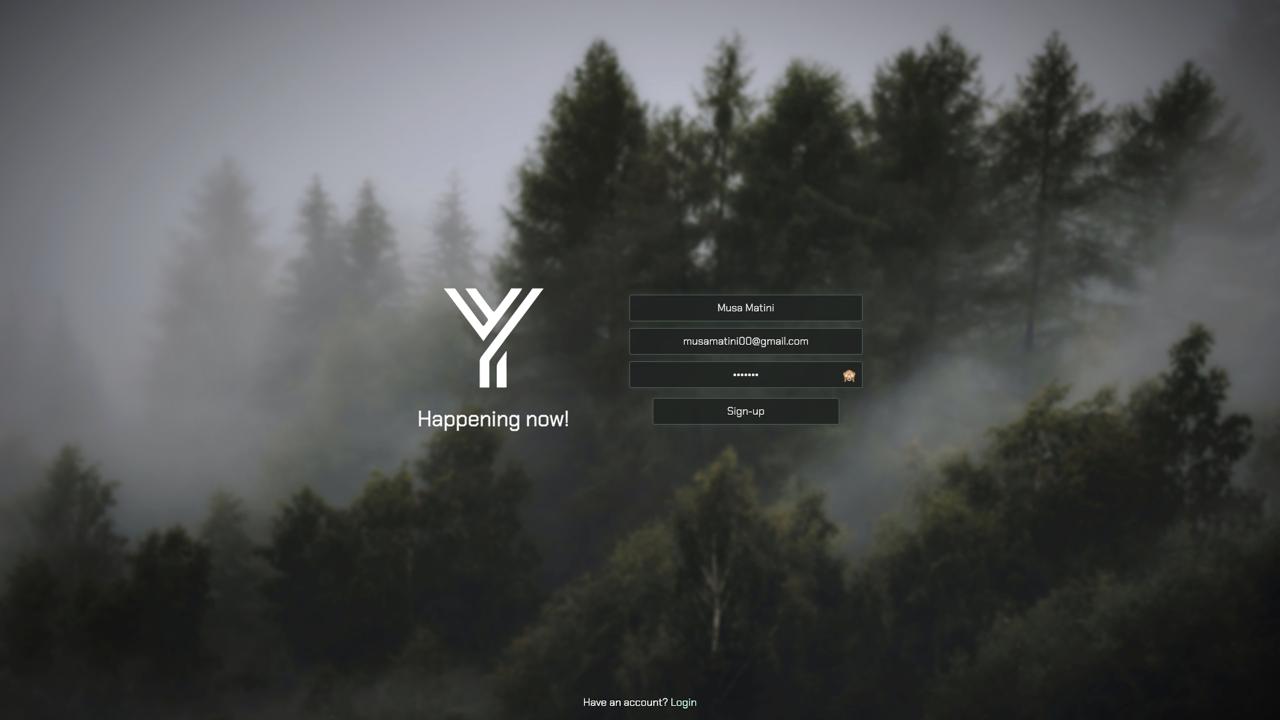 Happening now!
Musa Matini
musamatini00@gmail.com
•••••••
Sign-up
Have an account? Login